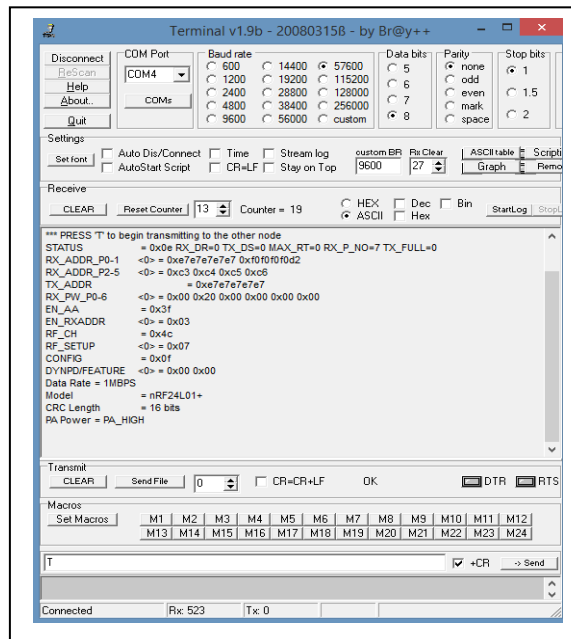 Terminal v1.9b - 20080315ß - by Br@y++
Disconnect
ReScan
Help
About..
Quit
COM Port
COM4
COMs
Baud rate
600 14400 57600
1200 19200 115200
2400 28800 128000
4800 38400 256000
9600 56000 custom
Data bits
5
6
7
8
Parity
none
odd
even
mark
space
Stop bits
1
1.5
2
Settings
Set font
Auto Dis/Connect Time Stream log
AutoStart Script CR=LF Stay on Top
custom BR Rx Clear
9600 27
ASCII table Scripti
Graph Remo
Receive
CLEAR Reset Counter 13 Counter = 19
HEX Dec Bin
ASCII Hex
StartLog StopL
*** PRESS 'T' to begin transmitting to the other node
STATUS = 0x0e RX_DR=0 TX_DS=0 MAX_RT=0 RX_P_NO=7 TX_FULL=0
RX_ADDR_P0-1 <0> = 0xe7e7e7e7e7 0xf0f0f0f0d2
RX_ADDR_P2-5 <0> = 0xc3 0xc4 0xc5 0xc6
TX_ADDR = 0xe7e7e7e7e7
RX_PW_P0-6 <0> = 0x00 0x20 0x00 0x00 0x00 0x00
EN_AA = 0x3f
EN_RXADDR <0> = 0x03
RF_CH = 0x4c
RF_SETUP <0> = 0x07
CONFIG = 0x0f
DYNPD/FEATURE <0> = 0x00 0x00
Data Rate = 1MBPS
Model = nRF24L01+
CRC Length = 16 bits
PA Power = PA_HIGH
Transmit
CLEAR Send File 0 CR=CR+LF OK DTR RTS
Macros
Set Macros
M1 M2 M3 M4 M5 M6 M7 M8 M9 M10 M11 M12
M13 M14 M15 M16 M17 M18 M19 M20 M21 M22 M23 M24
T +CR -> Send
Connected Rx: 523 Tx: 0